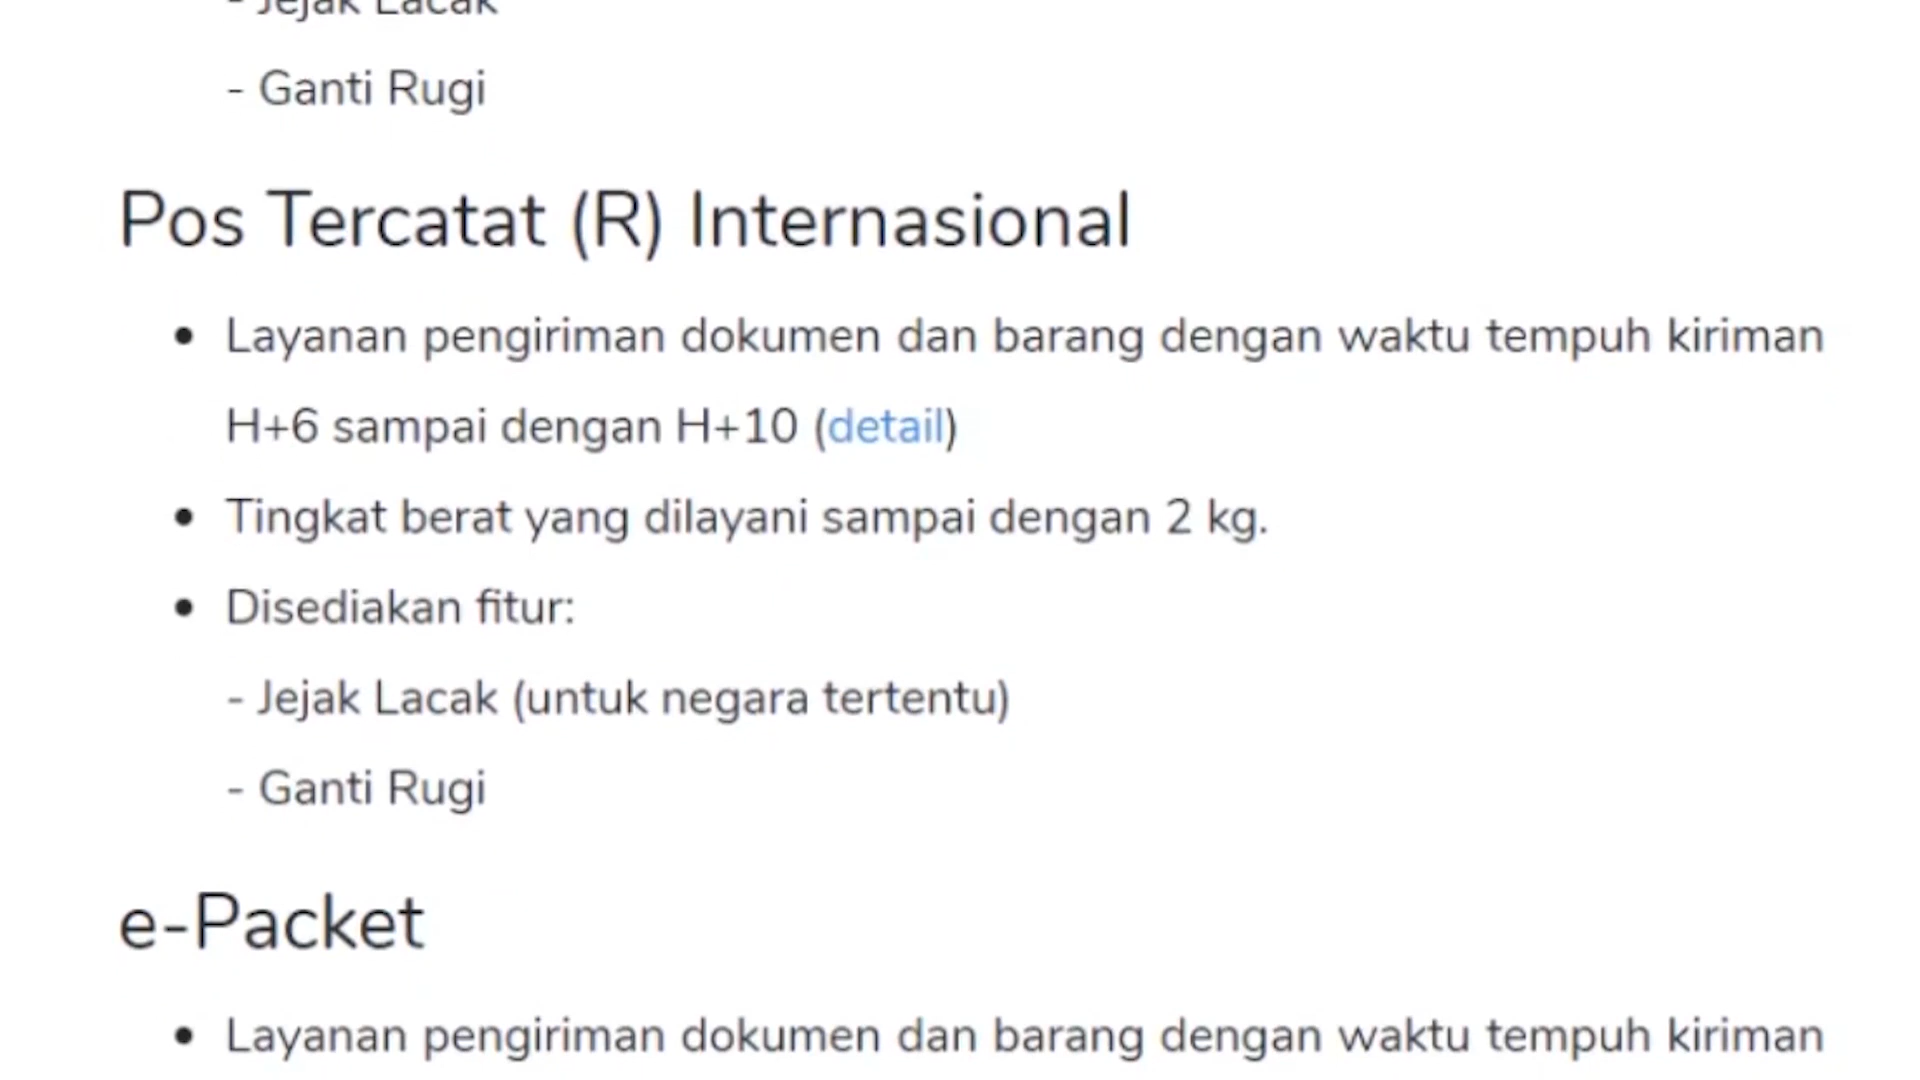 - Jejak Lacak
- Ganti Rugi
Pos Tercatat (R) Internasional
• Layanan pengiriman dokumen dan barang dengan waktu tempuh kiriman
H+6 sampai dengan H+10 (detail)
• Tingkat berat yang dilayani sampai dengan 2 kg.
• Disediakan fitur:
- Jejak Lacak (untuk negara tertentu)
- Ganti Rugi
e-Packet
• Layanan pengiriman dokumen dan barang dengan waktu tempuh kiriman